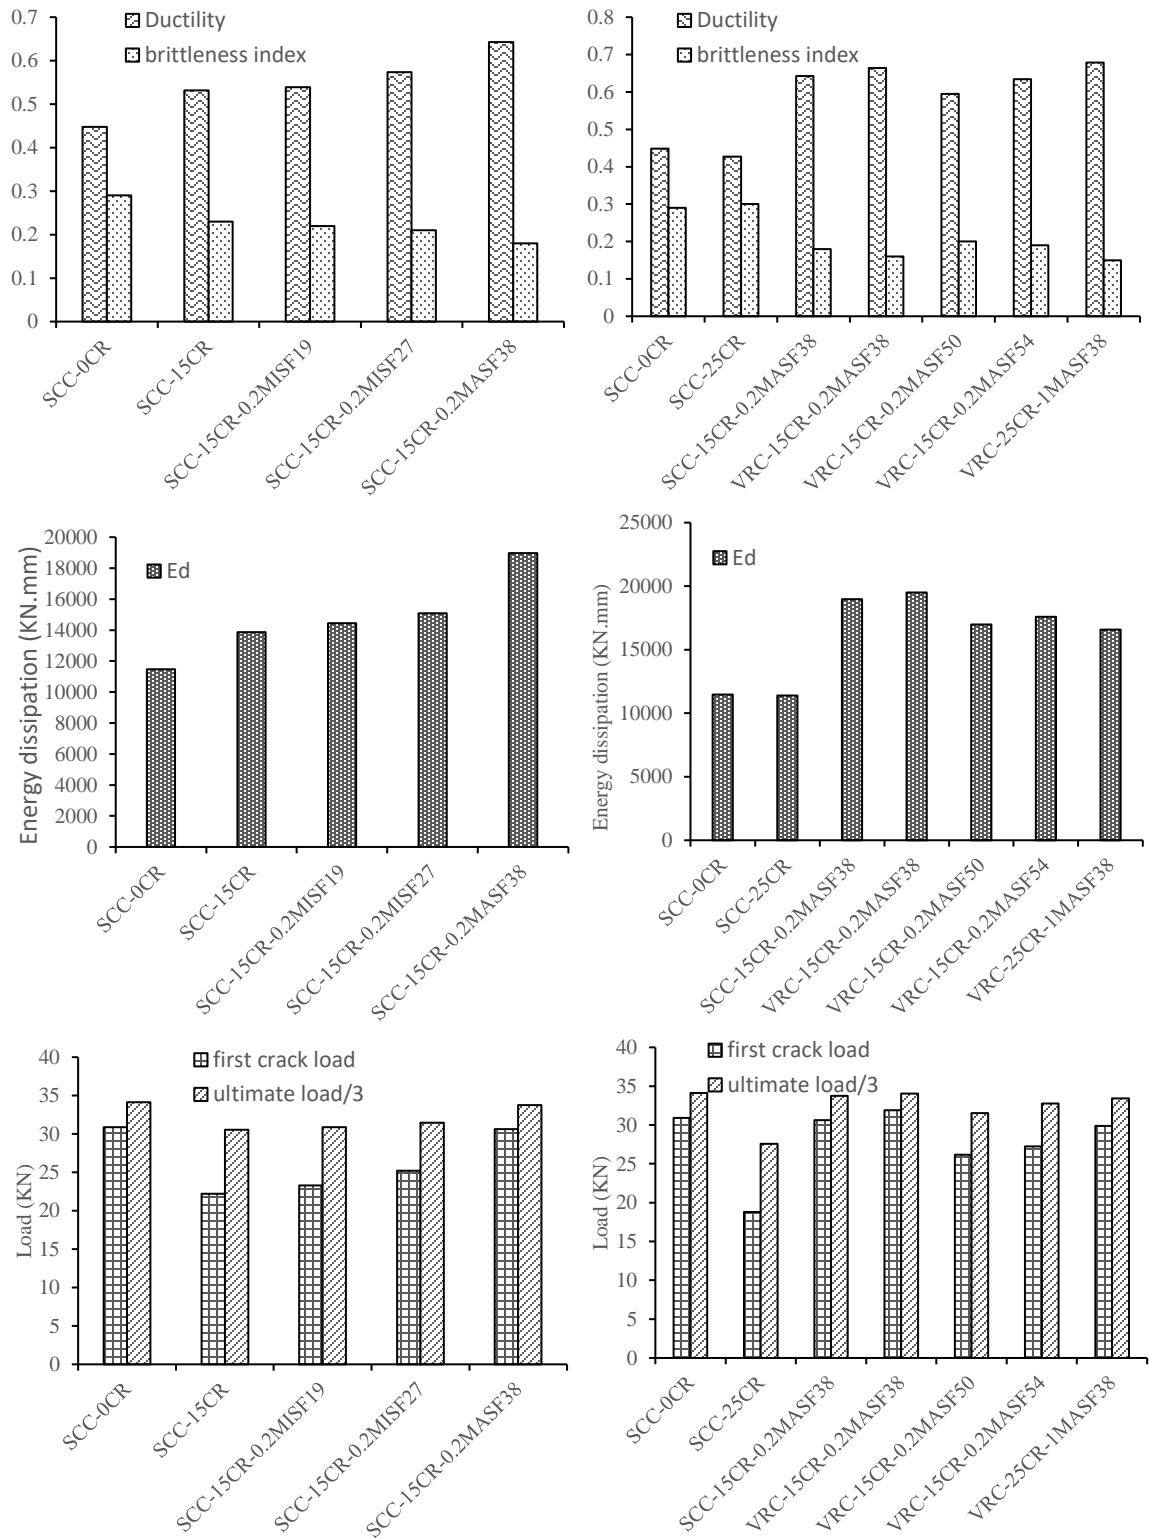 0.7
0.6
0.5
0.4
0.3
0.2
0.1
0
Ductility
brittleness index
SCC-0CR
SCC-15CR
SCC-15CR-0.2MISF19
SCC-15CR-0.2MISF27
SCC-15CR-0.2MASF38
0.8
0.7
0.6
0.5
0.4
0.3
0.2
0.1
0
Ductility
brittleness index
SCC-0CR
SCC-25CR
SCC-15CR-0.2MASF38
VRC-15CR-0.2MASF38
VRC-15CR-0.2MASF50
VRC-15CR-0.2MASF54
VRC-25CR-1MASF38
Energy dissipation (KN.mm)
20000
18000
16000
14000
12000
10000
8000
6000
4000
2000
0
Ed
SCC-0CR
SCC-15CR
SCC-15CR-0.2MISF19
SCC-15CR-0.2MISF27
SCC-15CR-0.2MASF38
Energy dissipation (KN.mm)
25000
20000
15000
10000
5000
0
Ed
SCC-0CR
SCC-25CR
SCC-15CR-0.2MASF38
VRC-15CR-0.2MASF38
VRC-15CR-0.2MASF50
VRC-15CR-0.2MASF54
VRC-25CR-1MASF38
Load (KN)
40
35
30
25
20
15
10
5
0
first crack load
ultimate load/3
SCC-0CR
SCC-15CR
SCC-15CR-0.2MISF19
SCC-15CR-0.2MISF27
SCC-15CR-0.2MASF38
Load (KN)
40
35
30
25
20
15
10
5
0
first crack load
ultimate load/3
SCC-0CR
SCC-25CR
SCC-15CR-0.2MASF38
VRC-15CR-0.2MASF38
VRC-15CR-0.2MASF50
VRC-15CR-0.2MASF54
VRC-25CR-1MASF38